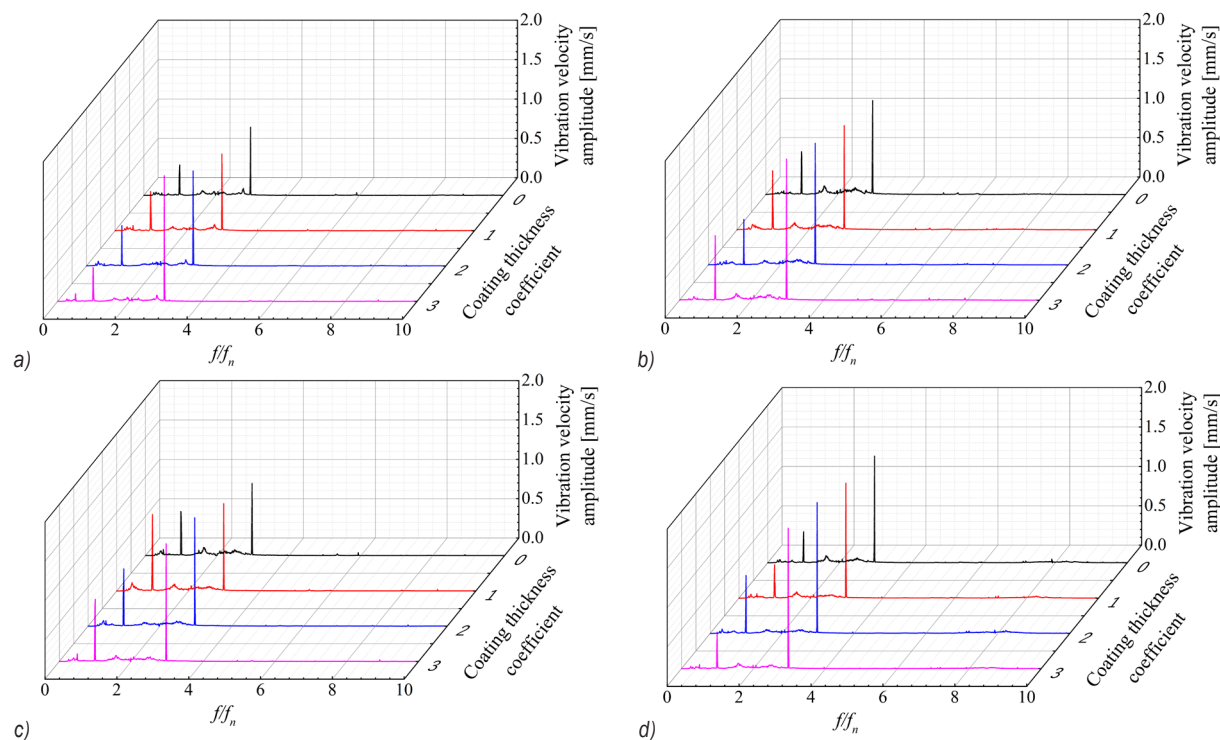 2.0
1.5
1.0
0.5
0.0
Vibration velocity
amplitude [mm/s]
0
1
2
3
Coating thickness
coefficient
0 2 4 6 8 10
f/fn
a)
2.0
1.5
1.0
0.5
0.0
Vibration velocity
amplitude [mm/s]
0
1
2
3
Coating thickness
coefficient
0 2 4 6 8 10
f/fn
b)
2.0
1.5
1.0
0.5
0.0
Vibration velocity
amplitude [mm/s]
0
1
2
3
Coating thickness
coefficient
0 2 4 6 8 10
f/fn
c)
2.0
1.5
1.0
0.5
0.0
Vibration velocity
amplitude [mm/s]
0
1
2
3
Coating thickness
coefficient
0 2 4 6 8 10
f/fn
d)